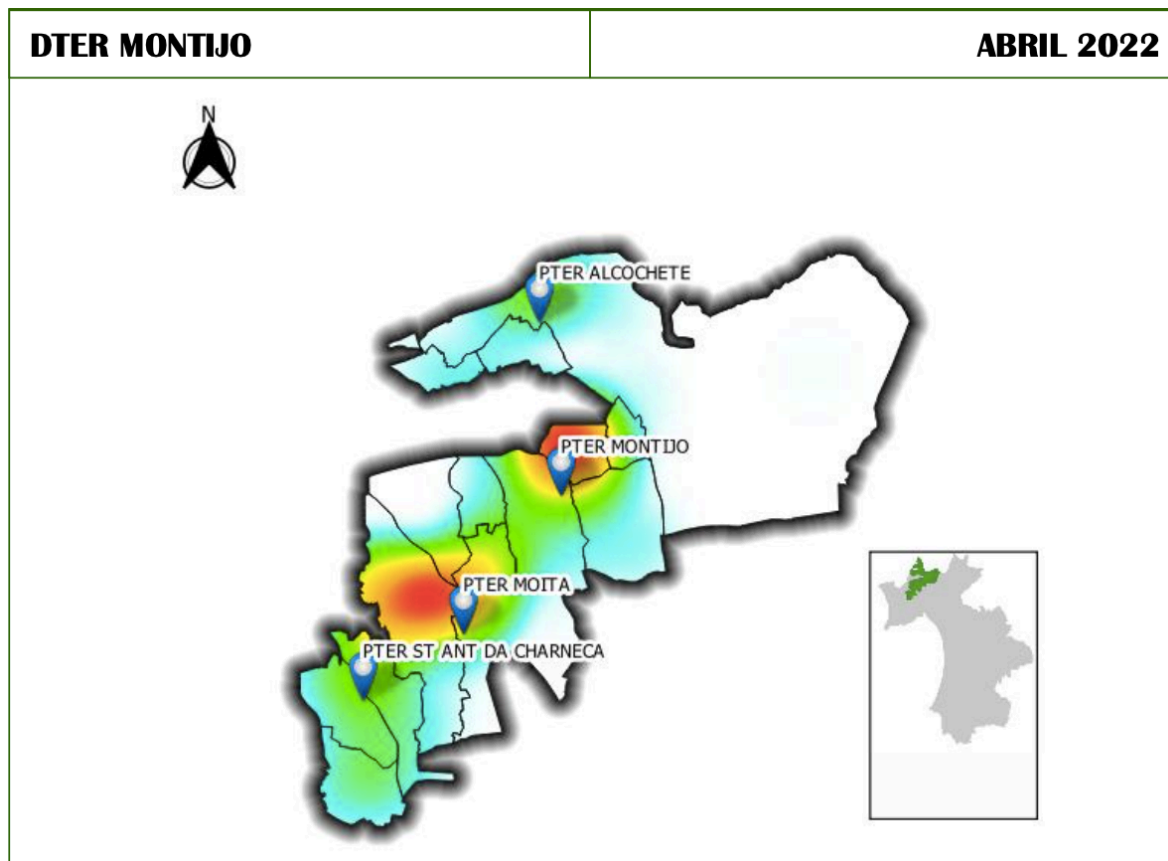 DTER MONTIJO
ABRIL 2022
N
PTER ALCOCHETE
PTER MONTIJO
PTER MOITA
PTER ST ANT DA CHARNECA